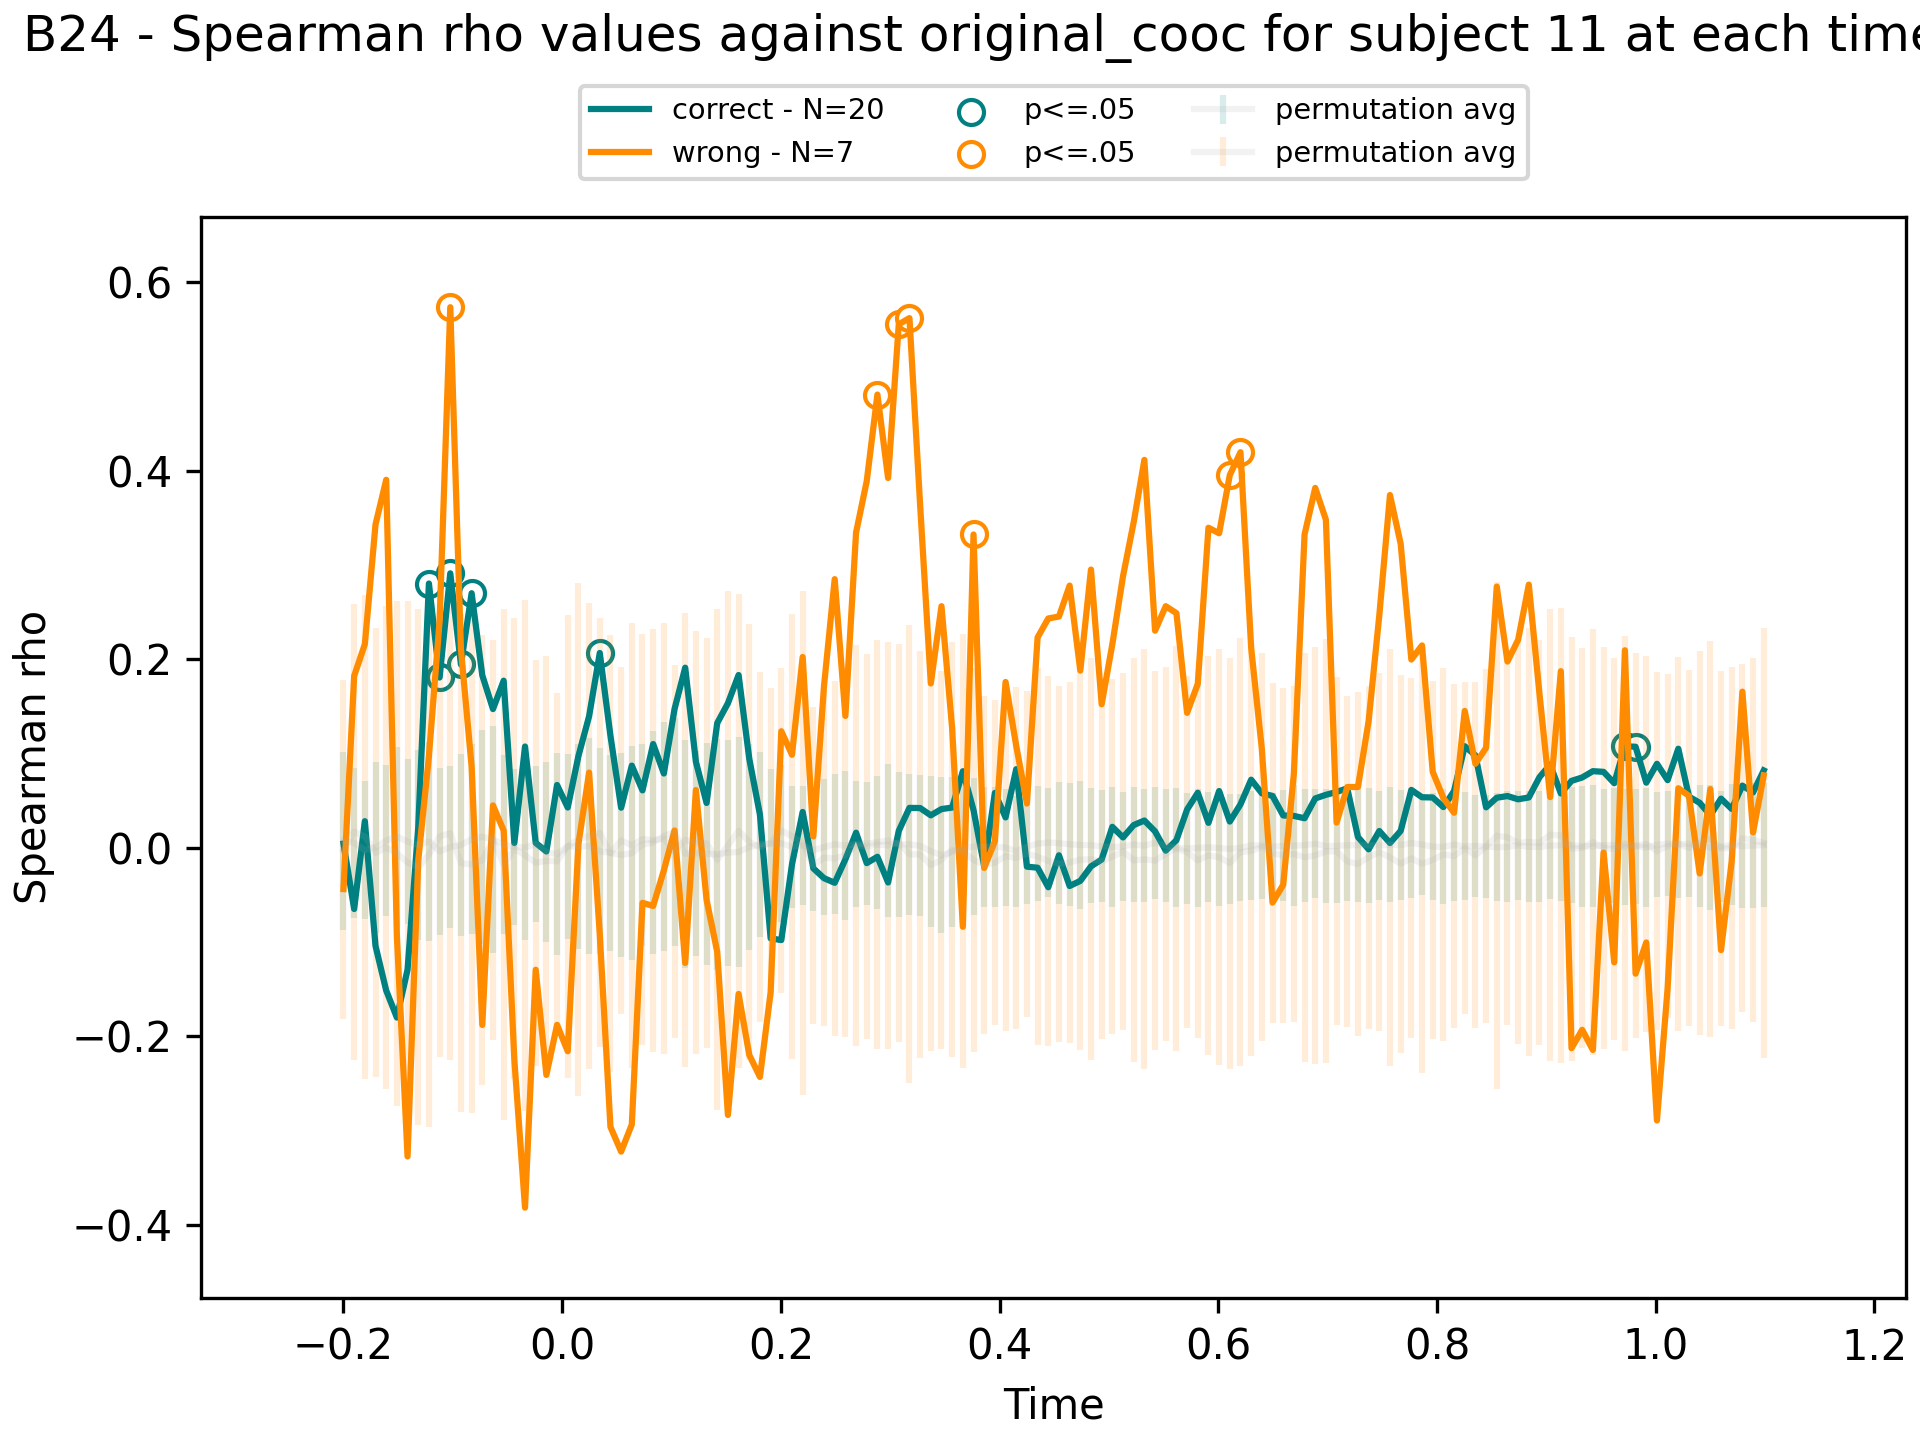 B24 - Spearman rho values against original_cooc for subject 11 at each time
correct - N=20
wrong - N=7
p<=.05
p<=.05
permutation avg
permutation avg
Spearman rho
0.6
0.4
0.2
0.0
−0.2
−0.4
−0.2
0.0
0.2
0.4
0.6
0.8
1.0
1.2
Time